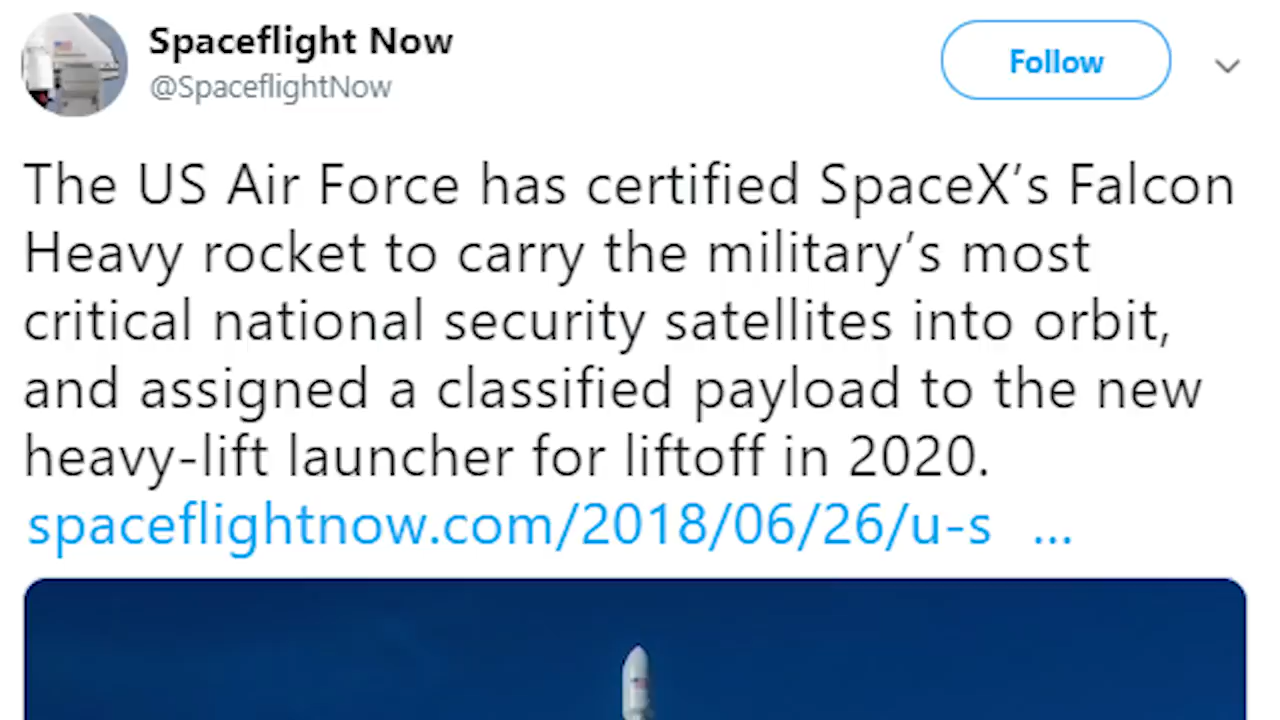 Spaceflight Now
@SpaceflightNow
Follow
The US Air Force has certified SpaceX’s Falcon
Heavy rocket to carry the military’s most
critical national security satellites into orbit,
and assigned a classified payload to the new
heavy-lift launcher for liftoff in 2020.
spaceflightnow.com/2018/06/26/u-s ...